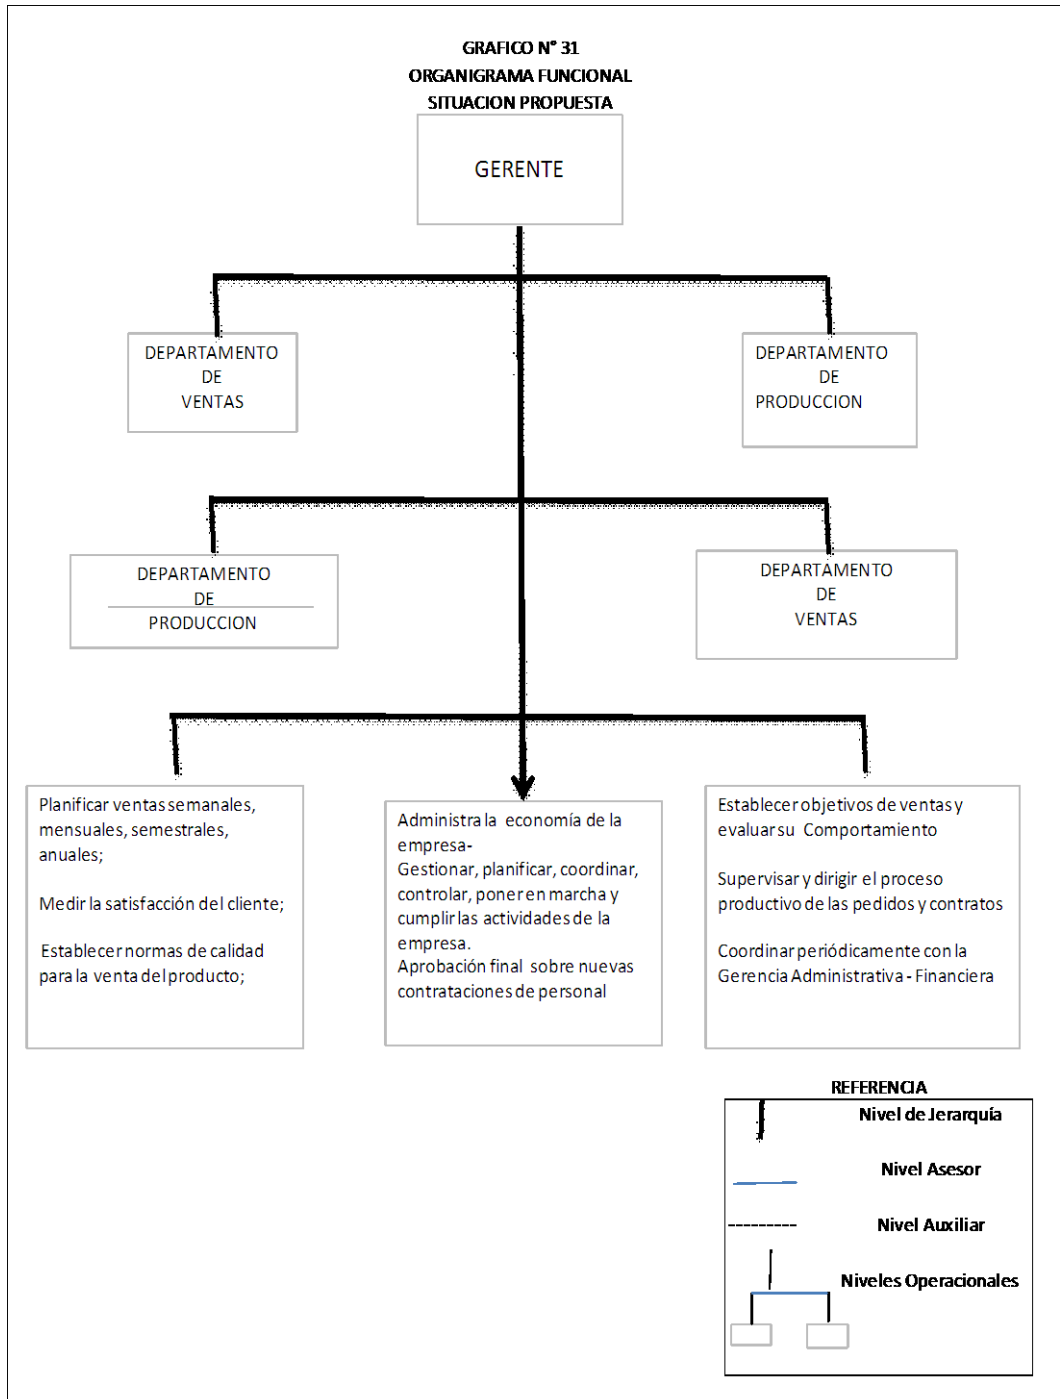 GRAFICO N° 31
ORGANIGRAMA FUNCIONAL
SITUACION PROPUESTA
GERENTE
DEPARTAMENTO
DE
VENTAS
DEPARTAMENTO
DE
PRODUCCION
DEPARTAMENTO
DE
PRODUCCION
DEPARTAMENTO
DE
VENTAS
Planificar ventas semanales,
mensuales, semestrales,
anuales;
Medir la satisfacción del cliente;
Establecer normas de calidad
para la venta del producto;
Administra la economía de la
empresa-
Gestionar, planificar, coordinar,
controlar, poner en marcha y
cumplir las actividades de la
empresa.
Aprobación final sobre nuevas
contrataciones de personal
Establecer objetivos de ventas y
evaluar su Comportamiento
Supervisar y dirigir el proceso
productivo de las pedidos y contratos
Coordinar periódicamente con la
Gerencia Administrativa - Financiera
REFERENCIA
Nivel de Jerarquía
Nivel Asesor
Nivel Auxiliar
Niveles Operacionales